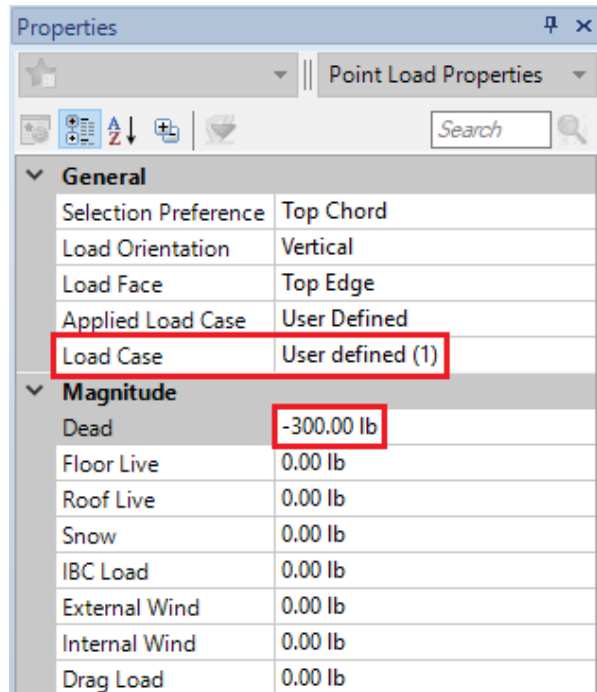 Properties
Point Load Properties
A Z Search
General
Selection Preference Top Chord
Load Orientation Vertical
Load Face Top Edge
Applied Load Case User Defined
Load Case User defined (1)
Magnitude
Dead -300.00 lb
Floor Live 0.00 lb
Roof Live 0.00 lb
Snow 0.00 lb
IBC Load 0.00 lb
External Wind 0.00 lb
Internal Wind 0.00 lb
Drag Load 0.00 lb